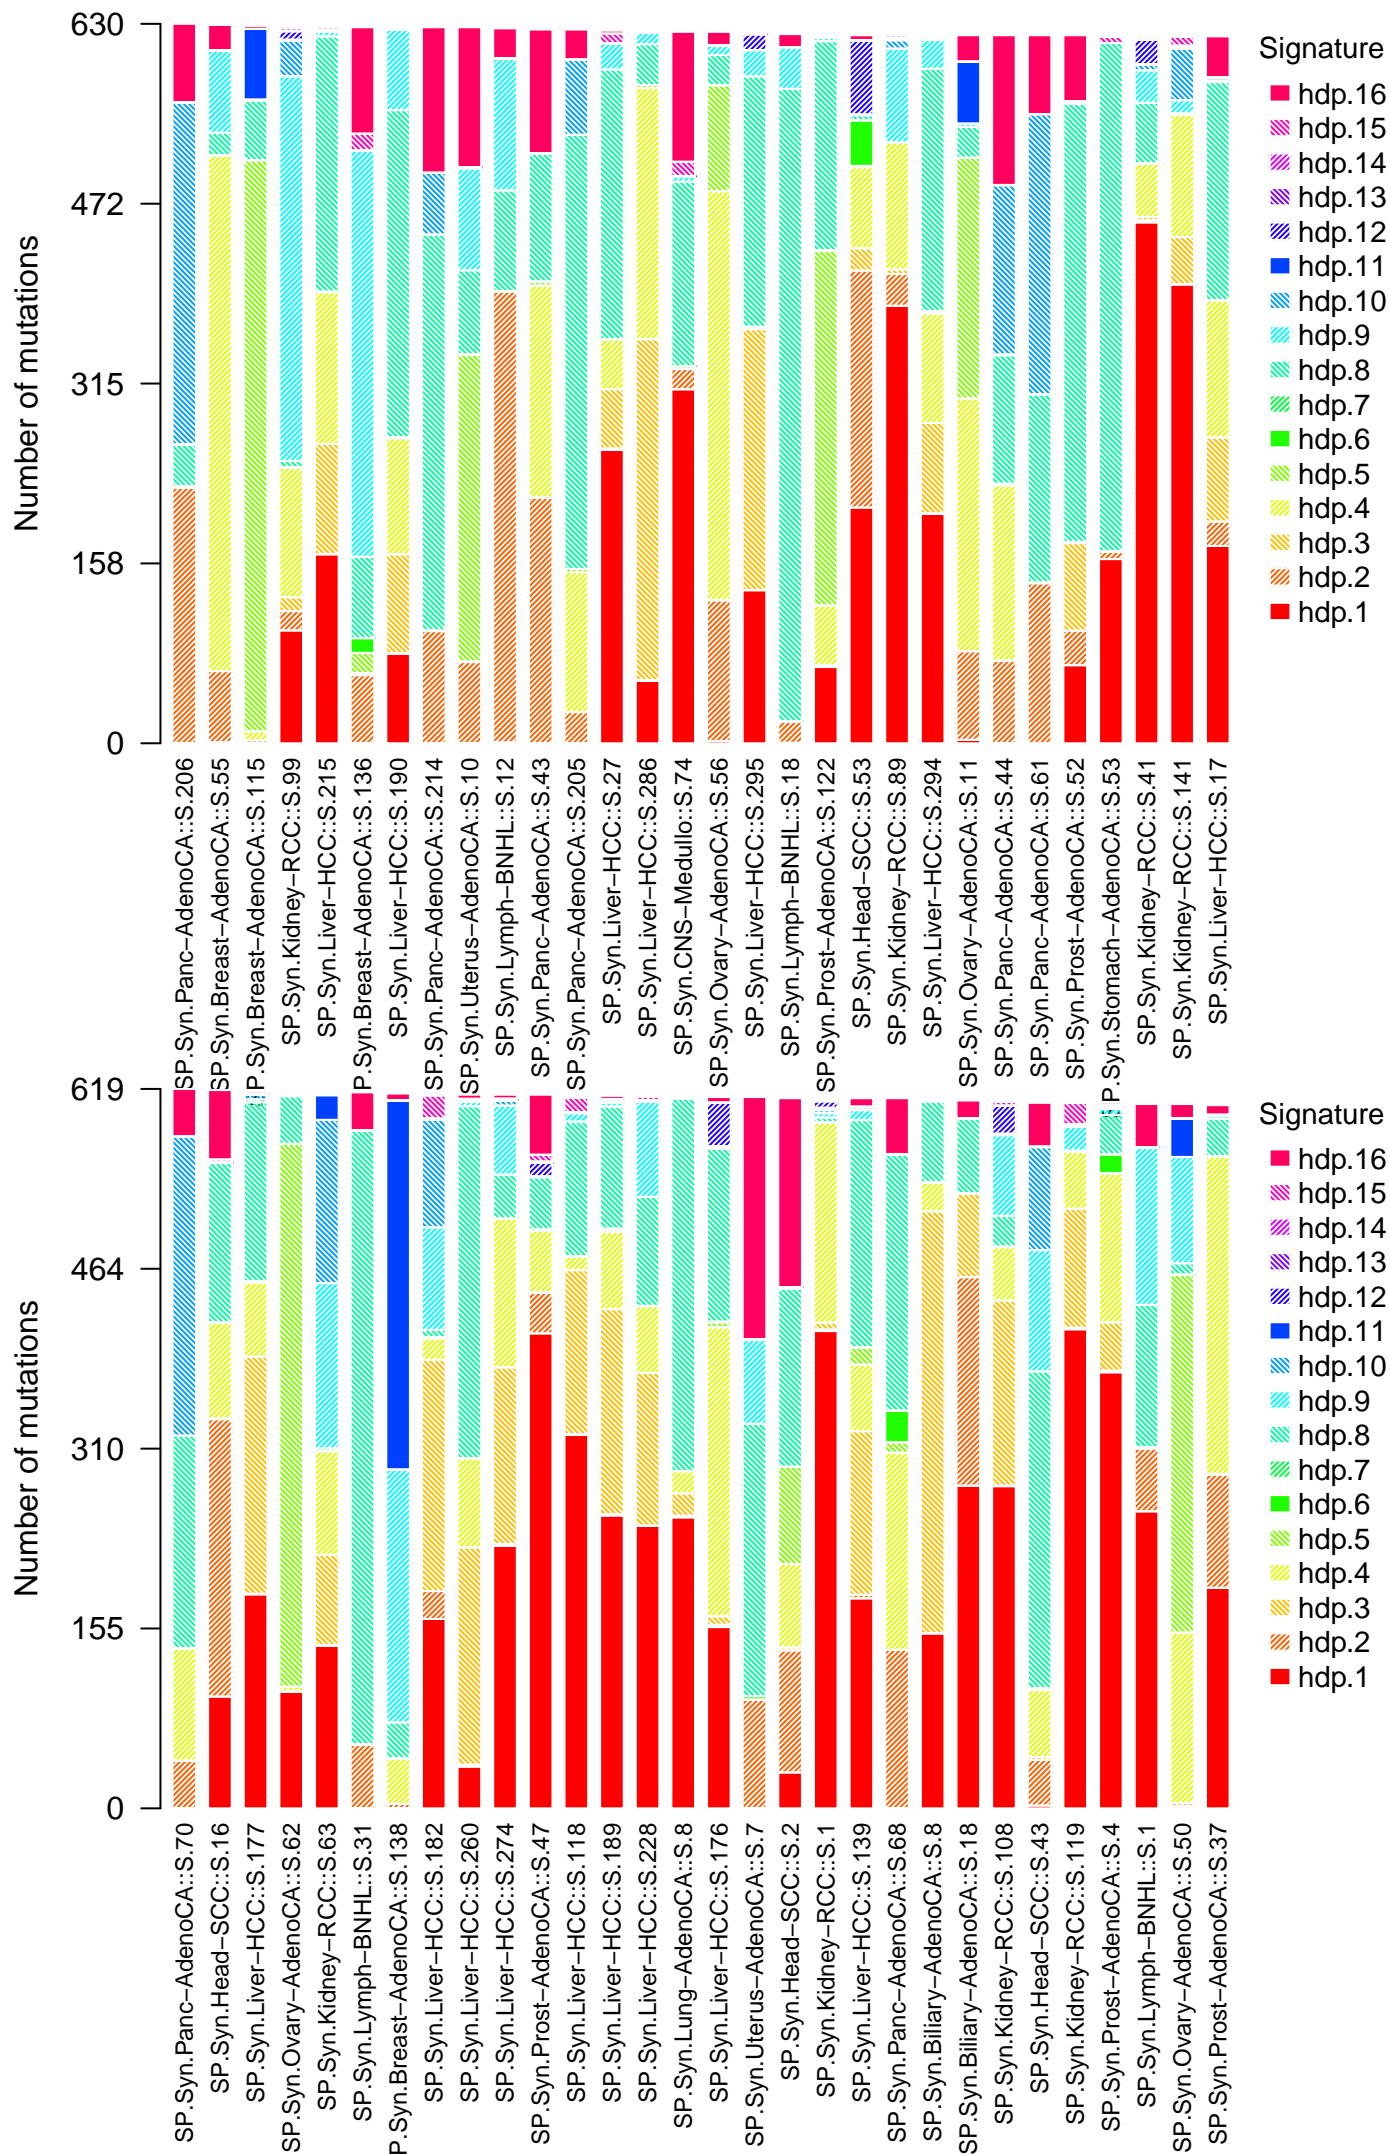 Number of mutations
630
472
315
158
0
Signature
hdp.16
hdp.15
hdp.14
hdp.13
hdp.12
hdp.11
hdp.10
hdp.9
hdp.8
hdp.7
hdp.6
hdp.5
hdp.4
hdp.3
hdp.2
hdp.1
SP.Syn.Panc−AdenoCA::S.206
SP.Syn.Breast−AdenoCA::S.55
P.Syn.Breast−AdenoCA::S.115
SP.Syn.Kidney−RCC::S.99
SP.Syn.Liver−HCC::S.215
P.Syn.Breast−AdenoCA::S.136
SP.Syn.Liver−HCC::S.190
SP.Syn.Panc−AdenoCA::S.214
SP.Syn.Uterus−AdenoCA::S.10
SP.Syn.Lymph−BNHL::S.12
SP.Syn.Panc−AdenoCA::S.43
SP.Syn.Panc−AdenoCA::S.205
SP.Syn.Liver−HCC::S.27
SP.Syn.Liver−HCC::S.286
SP.Syn.CNS−Medullo::S.74
SP.Syn.Ovary−AdenoCA::S.56
SP.Syn.Liver−HCC::S.295
SP.Syn.Lymph−BNHL::S.18
SP.Syn.Prost−AdenoCA::S.122
SP.Syn.Head−SCC::S.53
SP.Syn.Kidney−RCC::S.89
SP.Syn.Liver−HCC::S.294
SP.Syn.Ovary−AdenoCA::S.11
SP.Syn.Panc−AdenoCA::S.44
SP.Syn.Panc−AdenoCA::S.61
SP.Syn.Prost−AdenoCA::S.52
P.Syn.Stomach−AdenoCA::S.53
SP.Syn.Kidney−RCC::S.41
SP.Syn.Kidney−RCC::S.141
SP.Syn.Liver−HCC::S.17
Number of mutations
619
464
310
155
0
Signature
hdp.16
hdp.15
hdp.14
hdp.13
hdp.12
hdp.11
hdp.10
hdp.9
hdp.8
hdp.7
hdp.6
hdp.5
hdp.4
hdp.3
hdp.2
hdp.1
SP.Syn.Panc−AdenoCA::S.70
SP.Syn.Head−SCC::S.16
SP.Syn.Liver−HCC::S.177
SP.Syn.Ovary−AdenoCA::S.62
SP.Syn.Kidney−RCC::S.63
SP.Syn.Lymph−BNHL::S.31
P.Syn.Breast−AdenoCA::S.138
SP.Syn.Liver−HCC::S.182
SP.Syn.Liver−HCC::S.260
SP.Syn.Liver−HCC::S.274
SP.Syn.Prost−AdenoCA::S.47
SP.Syn.Liver−HCC::S.118
SP.Syn.Liver−HCC::S.189
SP.Syn.Liver−HCC::S.228
SP.Syn.Lung−AdenoCA::S.8
SP.Syn.Liver−HCC::S.176
SP.Syn.Uterus−AdenoCA::S.7
SP.Syn.Head−SCC::S.2
SP.Syn.Kidney−RCC::S.1
SP.Syn.Liver−HCC::S.139
SP.Syn.Panc−AdenoCA::S.68
SP.Syn.Biliary−AdenoCA::S.8
SP.Syn.Biliary−AdenoCA::S.18
SP.Syn.Kidney−RCC::S.108
SP.Syn.Head−SCC::S.43
SP.Syn.Kidney−RCC::S.119
SP.Syn.Prost−AdenoCA::S.4
SP.Syn.Lymph−BNHL::S.1
SP.Syn.Ovary−AdenoCA::S.50
SP.Syn.Prost−AdenoCA::S.37